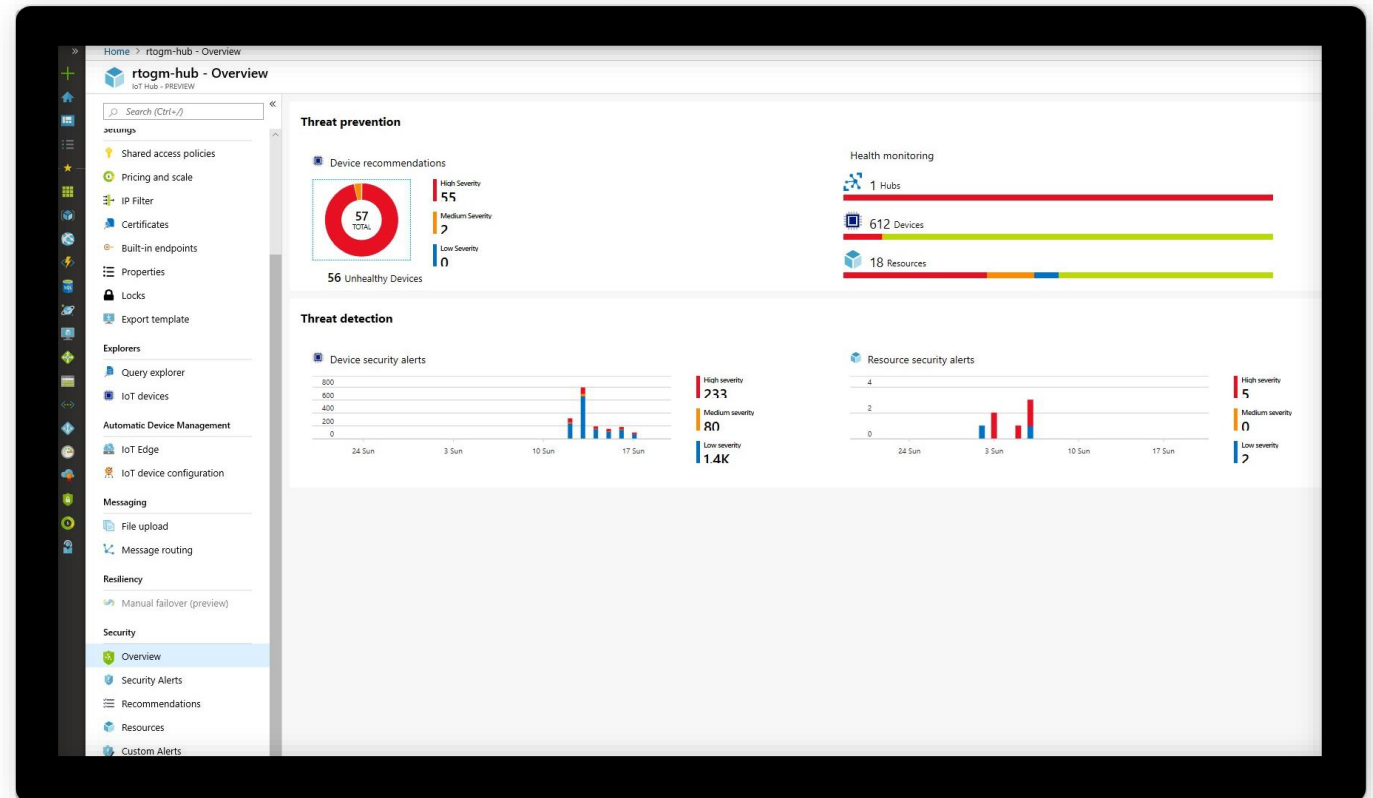 Home > rtogm-hub - Overview
rtogm-hub - Overview
IoT Hub - PREVIEW
Search (Ctrl+/)
Settings
Shared access policies
Pricing and scale
IP Filter
Certificates
Built-in endpoints
Properties
Locks
Export template
Explorers
Query explorer
IoT devices
Automatic Device Management
IoT Edge
IoT device configuration
Messaging
File upload
Message routing
Resiliency
Manual failover (preview)
Security
Overview
Security Alerts
Recommendations
Resources
Custom Alerts
Threat prevention
Device recommendations
57
TOTAL
High Severity
55
Medium Severity
2
Low Severity
0
56 Unhealthy Devices
Health monitoring
1 Hubs
612 Devices
18 Resources
Threat detection
Device security alerts
800
600
400
200
0
24 Sun 3 Sun 10 Sun 17 Sun
High severity
233
Medium severity
80
Low severity
1.4K
Resource security alerts
4
2
0
24 Sun 3 Sun 10 Sun 17 Sun
High severity
5
Medium severity
0
Low severity
2